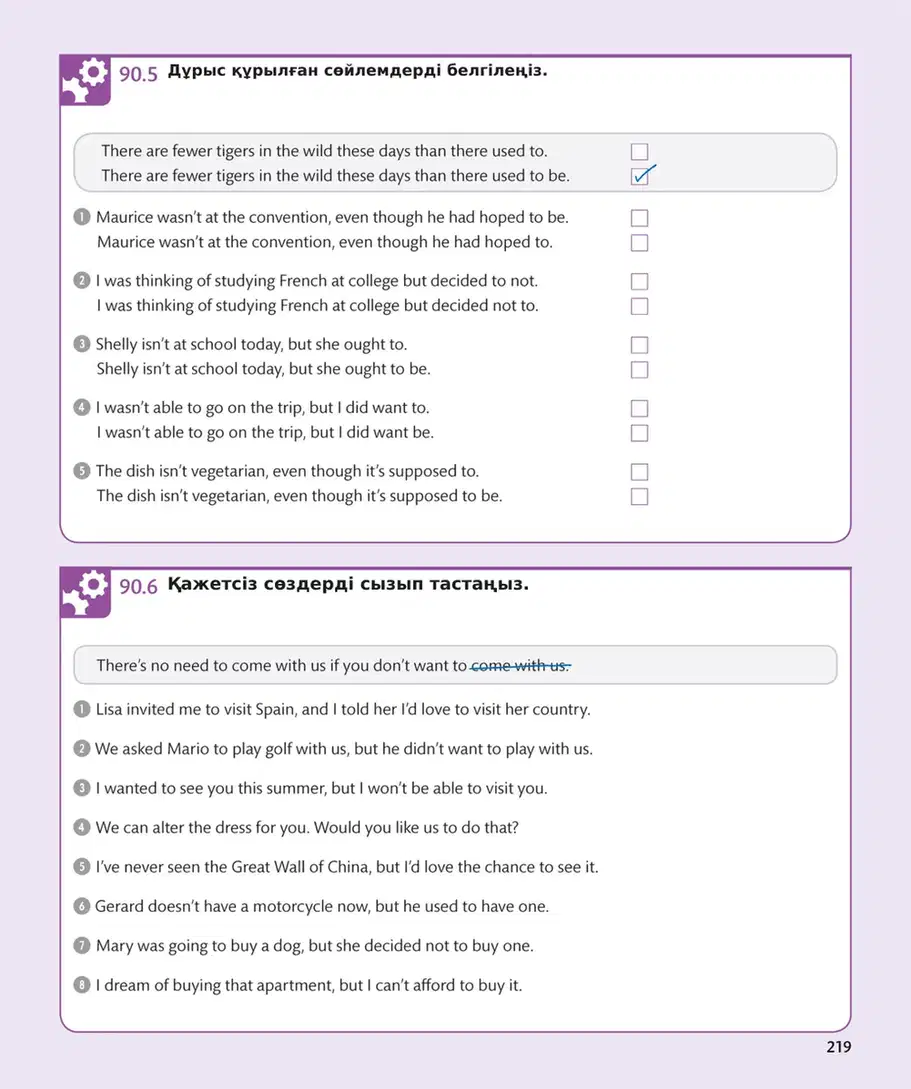 90.5 Дұрыс құрылған сөйлемдерді белгілеңіз.
There are fewer tigers in the wild these days than there used to.
There are fewer tigers in the wild these days than there used to be.
1 Maurice wasn't at the convention, even though he had hoped to be.
Maurice wasn't at the convention, even though he had hoped to.
2 I was thinking of studying French at college but decided to not.
I was thinking of studying French at college but decided not to.
3 Shelly isn't at school today, but she ought to.
Shelly isn't at school today, but she ought to be.
4 I wasn't able to go on the trip, but I did want to.
I wasn't able to go on the trip, but I did want be.
5 The dish isn't vegetarian, even though it's supposed to.
The dish isn't vegetarian, even though it's supposed to be.
90.6 Қажетсіз сөздерді сызып тастаңыз.
There's no need to come with us if you don't want to come with us.
1 Lisa invited me to visit Spain, and I told her I'd love to visit her country.
2 We asked Mario to play golf with us, but he didn't want to play with us.
3 I wanted to see you this summer, but I won't be able to visit you.
4 We can alter the dress for you. Would you like us to do that?
5 I've never seen the Great Wall of China, but I'd love the chance to see it.
6 Gerard doesn't have a motorcycle now, but he used to have one.
7 Mary was going to buy a dog, but she decided not to buy one.
8 I dream of buying that apartment, but I can't afford to buy it.
219